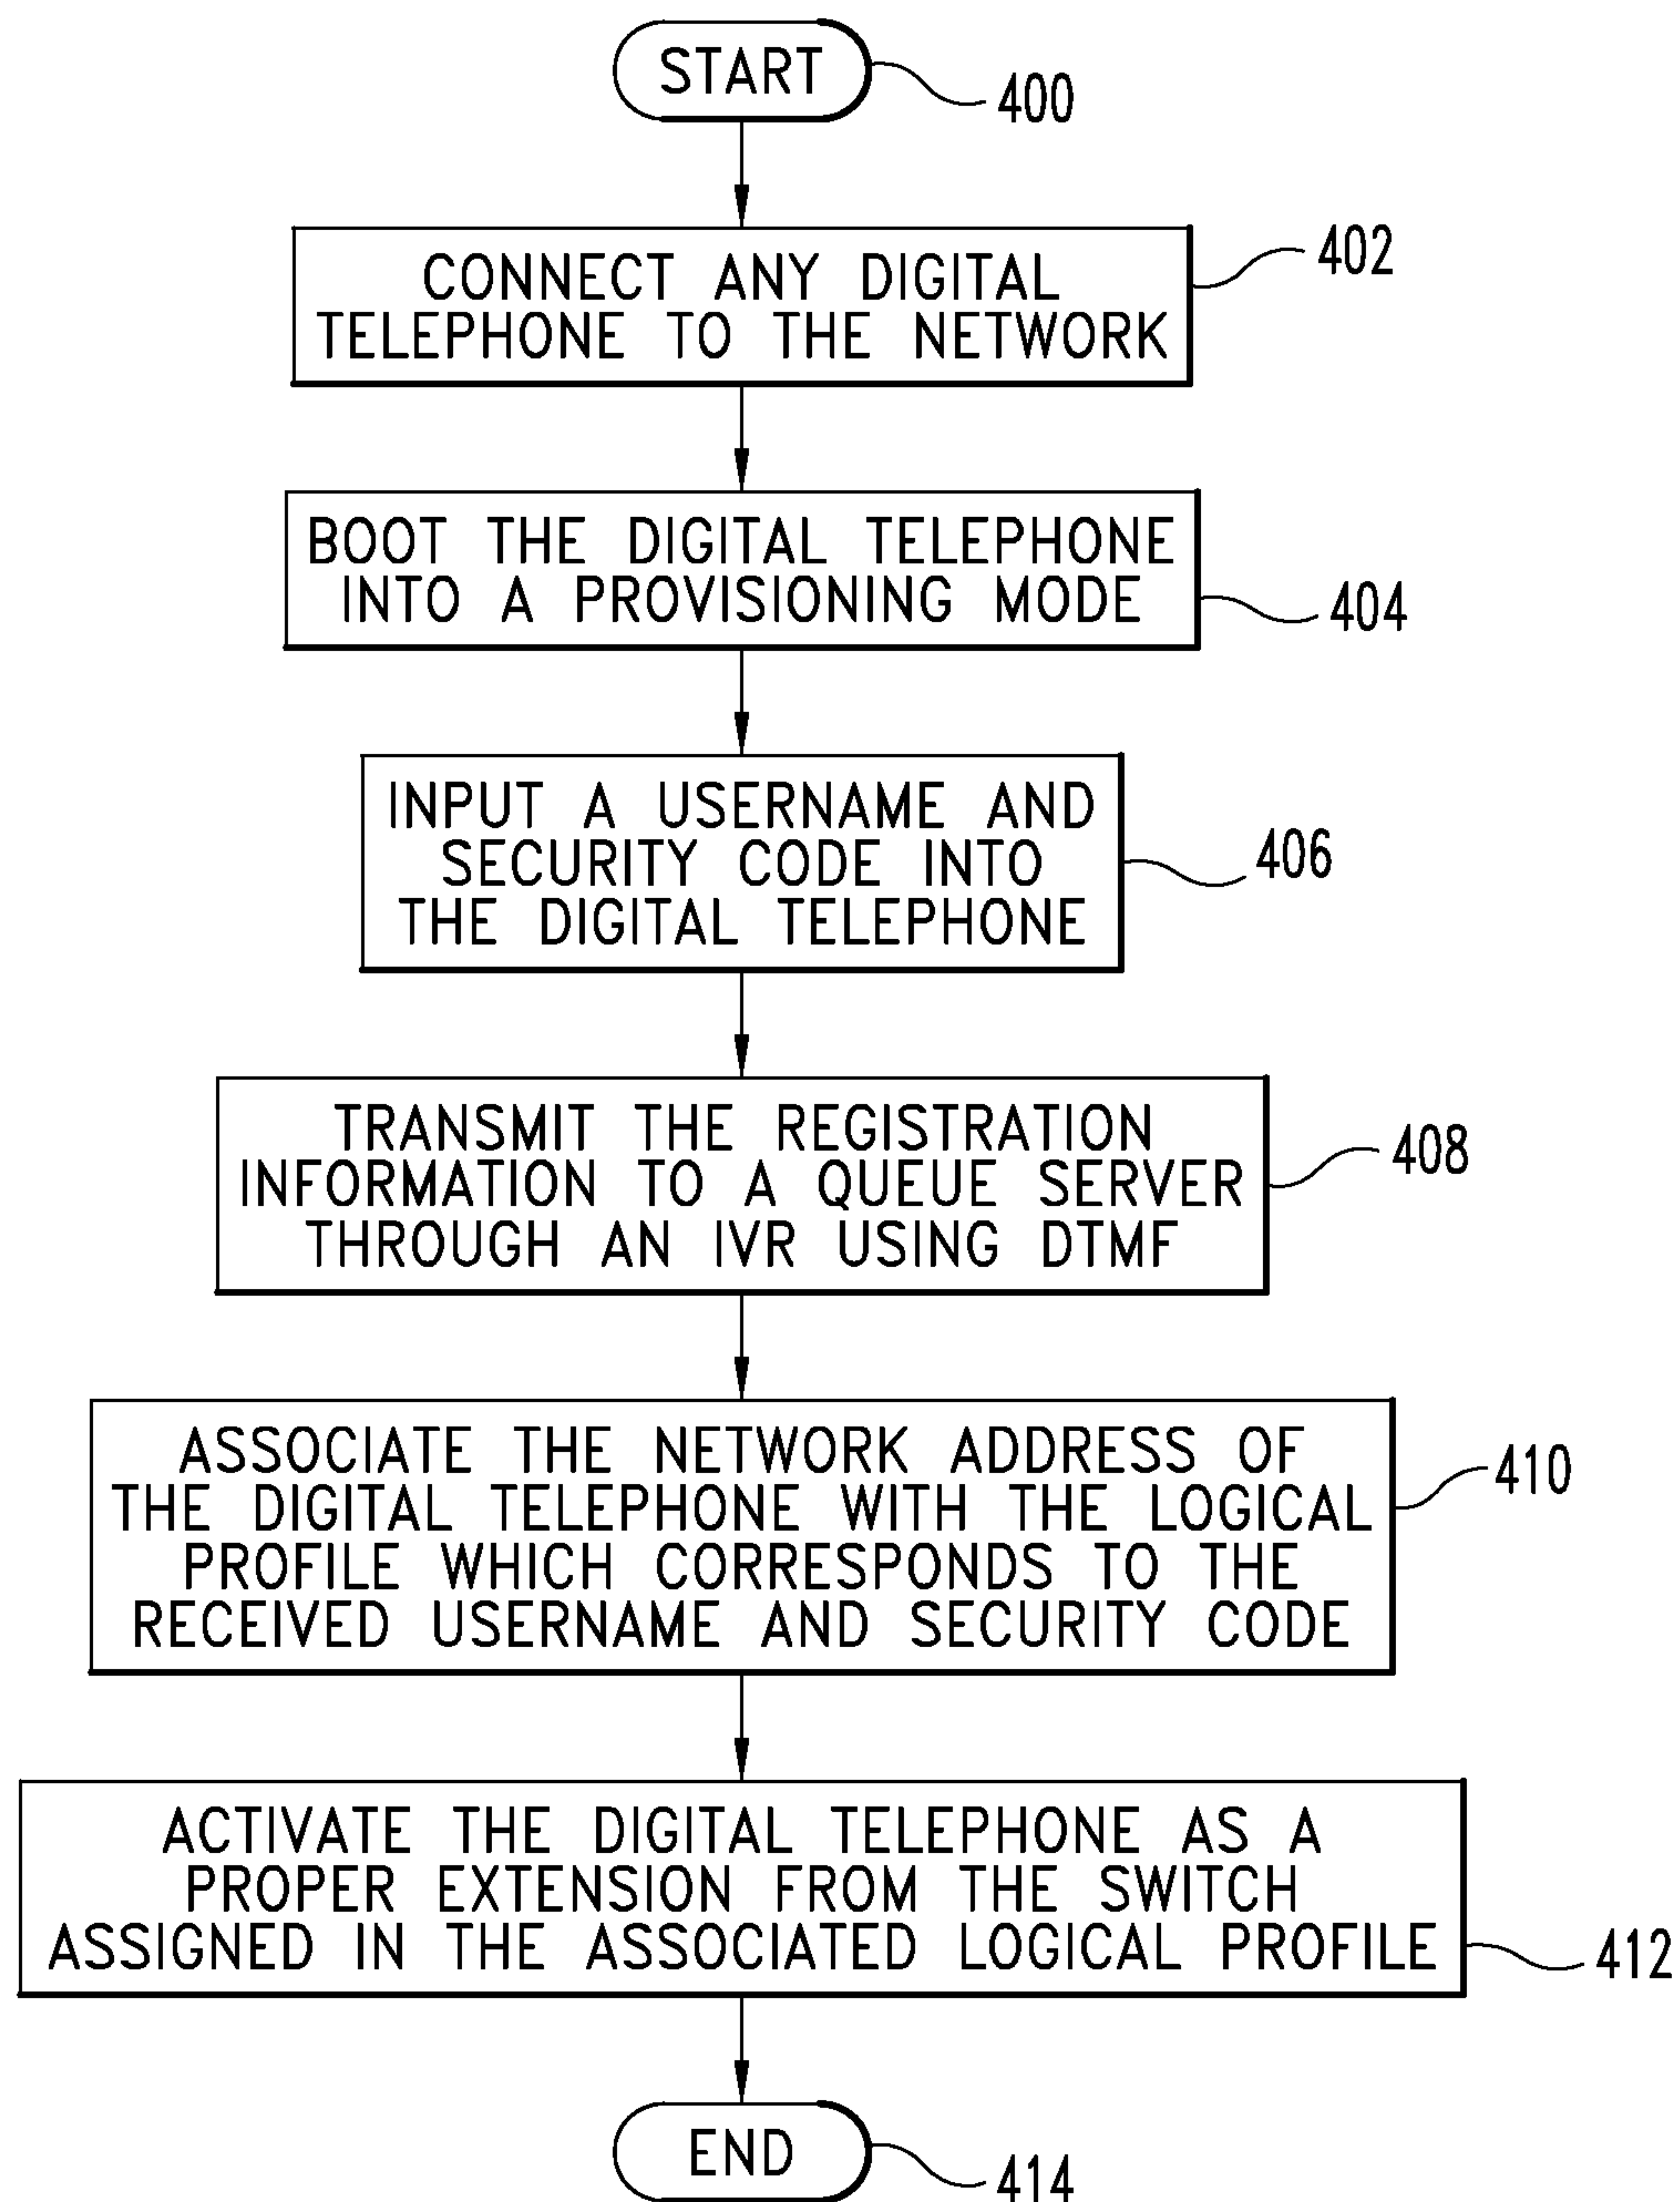 START
400
CONNECT ANY DIGITAL
TELEPHONE TO THE NETWORK
402
BOOT THE DIGITAL TELEPHONE
INTO A PROVISIONING MODE
404
INPUT A USERNAME AND
SECURITY CODE INTO
THE DIGITAL TELEPHONE
406
TRANSMIT THE REGISTRATION
INFORMATION TO A QUEUE SERVER
THROUGH AN IVR USING DTMF
408
ASSOCIATE THE NETWORK ADDRESS OF
THE DIGITAL TELEPHONE WITH THE LOGICAL
PROFILE WHICH CORRESPONDS TO THE
RECEIVED USERNAME AND SECURITY CODE
410
ACTIVATE THE DIGITAL TELEPHONE AS A
PROPER EXTENSION FROM THE SWITCH
ASSIGNED IN THE ASSOCIATED LOGICAL PROFILE
412
END
414